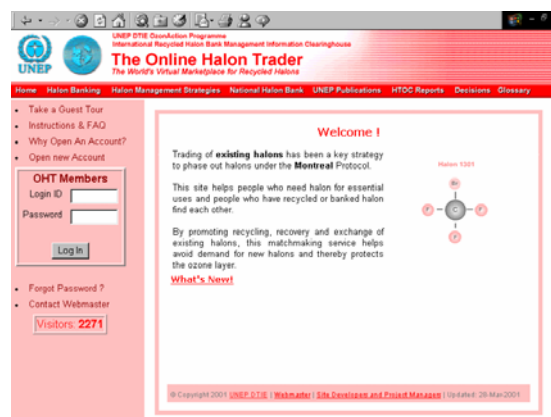 UNEP DTIE OzonAction Programme
International Recycled Halon Bank Management Information Clearinghouse
The Online Halon Trader
The World's Virtual Marketplace for Recycled Halons
UNEP
Home Halon Banking Halon Management Strategies National Halon Bank UNEP Publications HTOC Reports Decisions Glossary
Take a Guest Tour
Instructions & FAQ
Why Open An Account?
Open new Account
OHT Members
Login ID
Password
Log In
Forgot Password ?
Contact Webmaster
Visitors: 2271
Welcome !
Trading of existing halons has been a key strategy
to phase out halons under the Montreal Protocol.
This site helps people who need halon for essential
uses and people who have recycled or banked halon
find each other.
By promoting recycling, recovery and exchange of
existing halons, this matchmaking service helps
avoid demand for new halons and thereby protects
the ozone layer.
What's New!
Halon 1301
Br
F C F
F
© Copyright 2001 UNEP DTIE | Webmaster | Site Developers and Project Managers | Updated: 28-Mar-2001